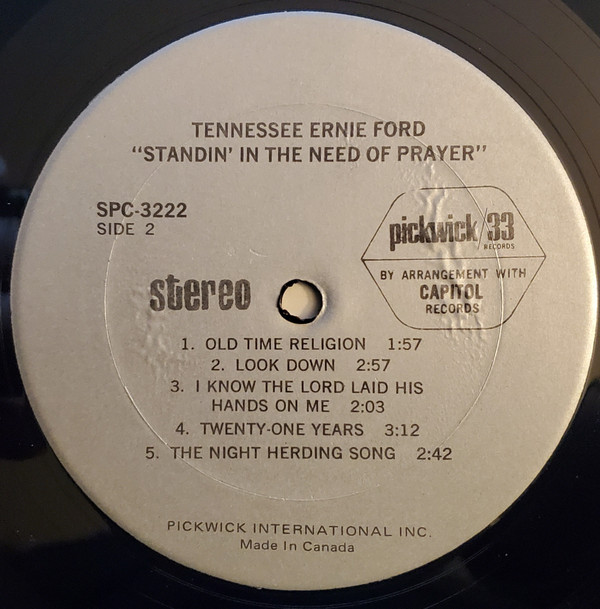 TENNESSEE ERNIE FORD
"STANDIN' IN THE NEED OF PRAYER"
SPC-3222
SIDE 2
pickwick/33
RECORDS
BY ARRANGEMENT WITH
CAPITOL
RECORDS
stereo
1. OLD TIME RELIGION 1:57
2. LOOK DOWN 2:57
3. I KNOW THE LORD LAID HIS
HANDS ON ME 2:03
4. TWENTY-ONE YEARS 3:12
5. THE NIGHT HERDING SONG 2:42
PICKWICK INTERNATIONAL INC.
Made In Canada